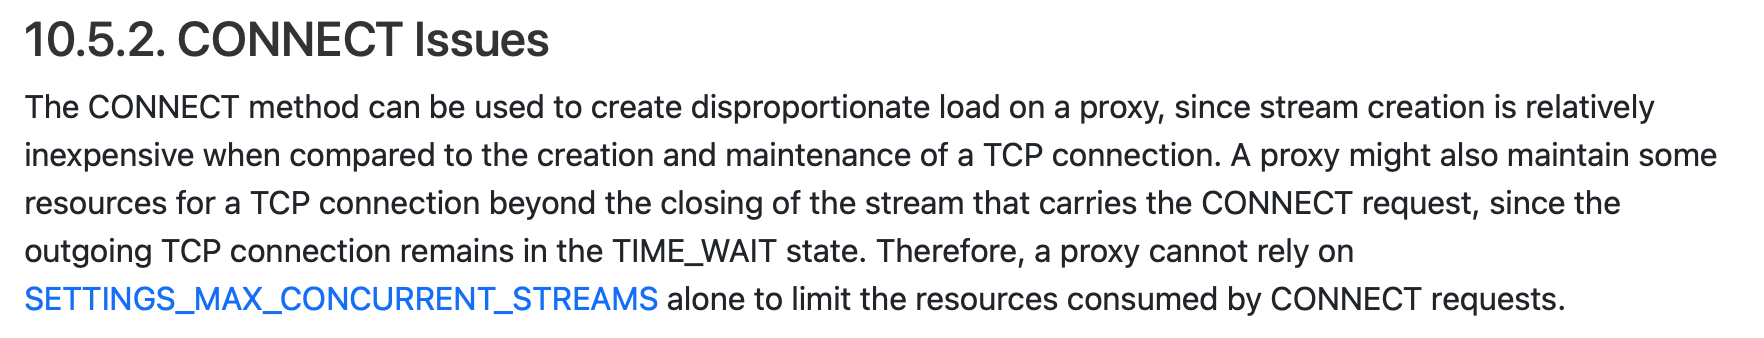 10.5.2. CONNECT Issues
The CONNECT method can be used to create disproportionate load on a proxy, since stream creation is relatively
inexpensive when compared to the creation and maintenance of a TCP connection. A proxy might also maintain some
resources for a TCP connection beyond the closing of the stream that carries the CONNECT request, since the
outgoing TCP connection remains in the TIME_WAIT state. Therefore, a proxy cannot rely on
SETTINGS_MAX_CONCURRENT_STREAMS alone to limit the resources consumed by CONNECT requests.